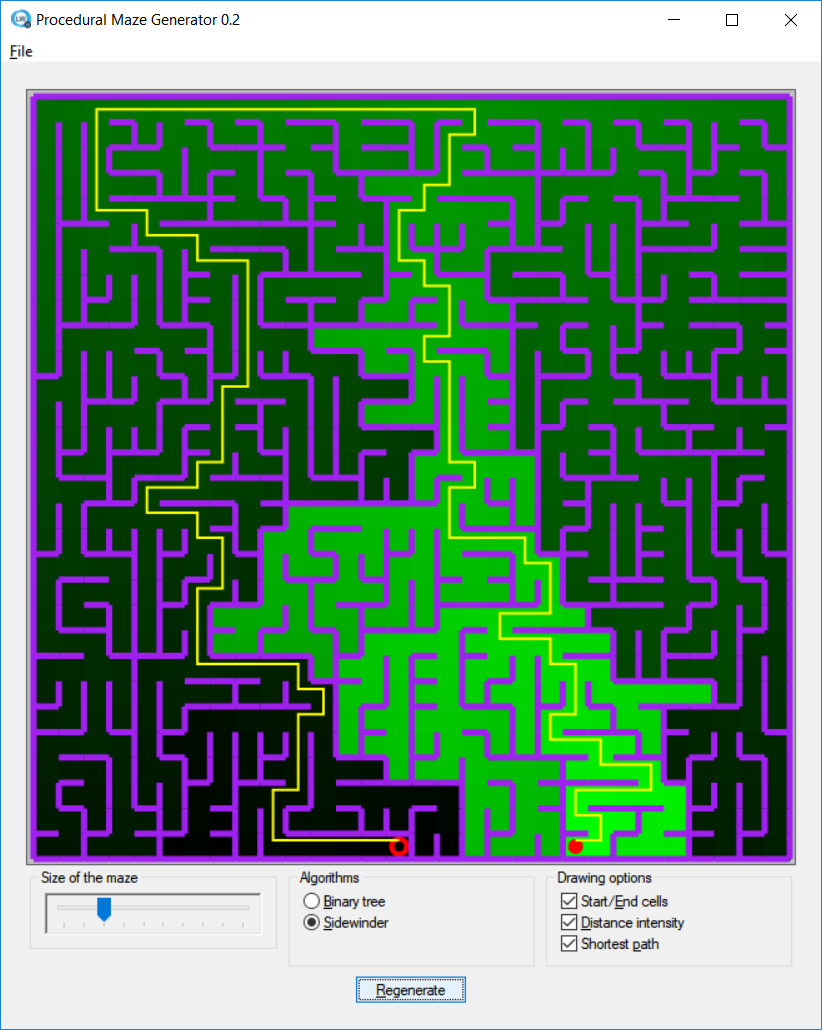 Procedural Maze Generator 0.2
File
Size of the maze
Algorithms
Binary tree
Sidewinder
Drawing options
Start/End cells
Distance intensity
Shortest path
Regenerate